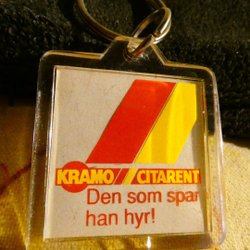 KRAMO CITARENT
Den som spar
han hyr!